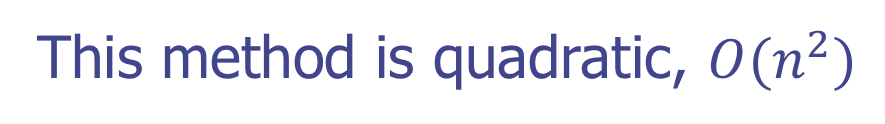 This method is quadratic, O(n²)